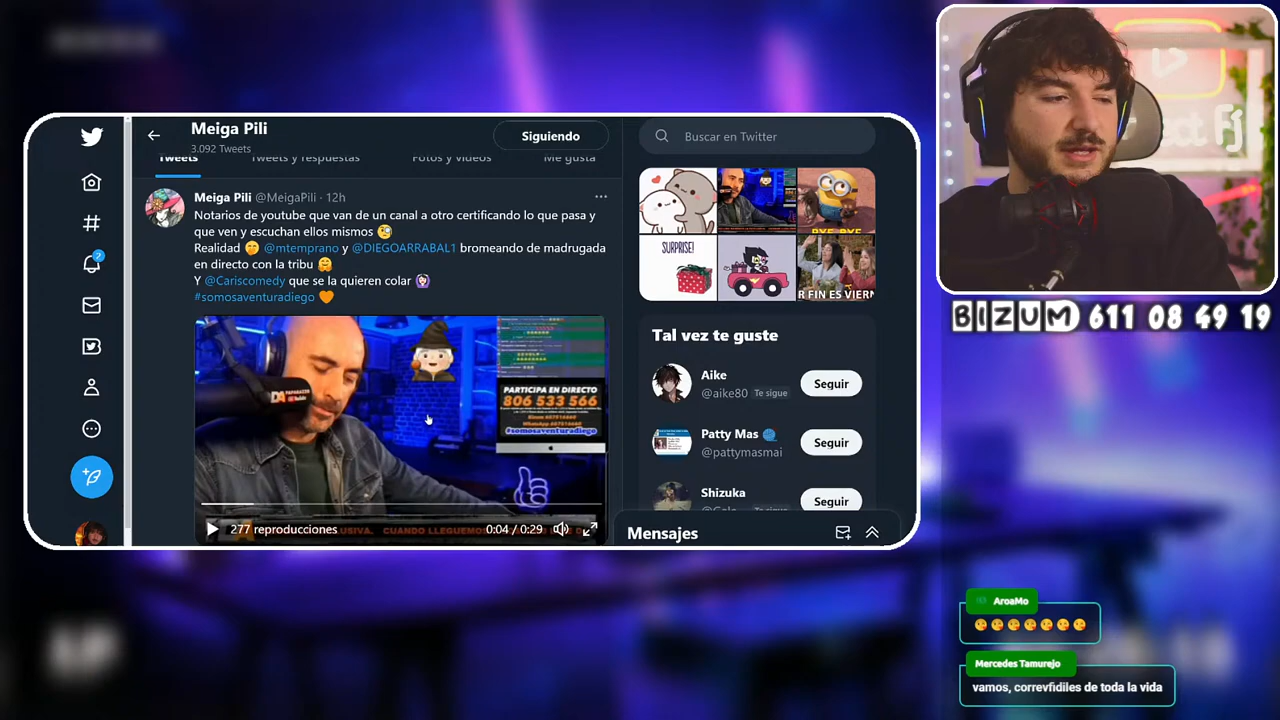 Meiga Pili
3.092 Tweets
Siguiendo
Buscar en Twitter
Tweets
Tweets y respuestas
Fotos y vídeos
Me gusta
Meiga Pili @MeigaPili · 12h
Notarios de youtube que van de un canal a otro certificando lo que pasa y
que ven y escuchan ellos mismos 🧐
Realidad 🤭 @mtemprano y @DIEGOARRABAL1 bromeando de madrugada
en directo con la tribu 🤗
Y @Cariscomedy que se la quieren colar 🙆🏻‍♀️
#somosaventuradiego 🧡
PARTICIPA EN DIRECTO
806 533 566
#somosaventuradiego
DA
CUANDO LLEGUEMOS
277 reproducciones
0:04 / 0:29
2
SURPRISE!
BYE BYE
R FIN ES VIERN
Tal vez te guste
Aike
@aike80 Te sigue
Seguir
Patty Mas
@pattymasmai
Seguir
Shizuka
Seguir
Mensajes
BIZUM 611 08 49 19
AroaMo
😋😋😋😋😋😋😋
Mercedes Tamurejo
vamos, correvfidiles de toda la vida